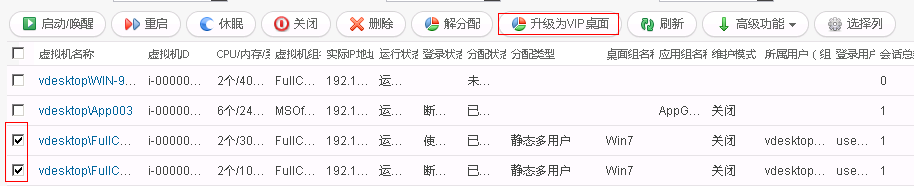 启动/唤醒 重启 休眠 关闭 删除 解分配 升级为VIP桌面 刷新 高级功能 选择列
虚拟机名称 虚拟机ID CPU/内存/ 虚拟机组 实际IP地址 运行状态 登录状态 分配状态 分配类型 桌面组名称 应用组名称 维护模式 所属用户(组 登录用户 会话总
vdesktop\WIN-9... i-00000... 2个/40... FullC... 192.1... 运... 未... 0
vdesktop\App003 i-00000... 6个/24... MSOf... 192.1... 运... 断... 已... AppG... 关闭 1
vdesktop\FullC... i-00000... 2个/30... FullC... 192.1... 运... 使... 已... 静态多用户 Win7 关闭 vdesktop... use... 1
vdesktop\FullC... i-00000... 2个/10... FullC... 192.1... 运... 断... 已... 静态多用户 Win7 关闭 vdesktop... use... 1